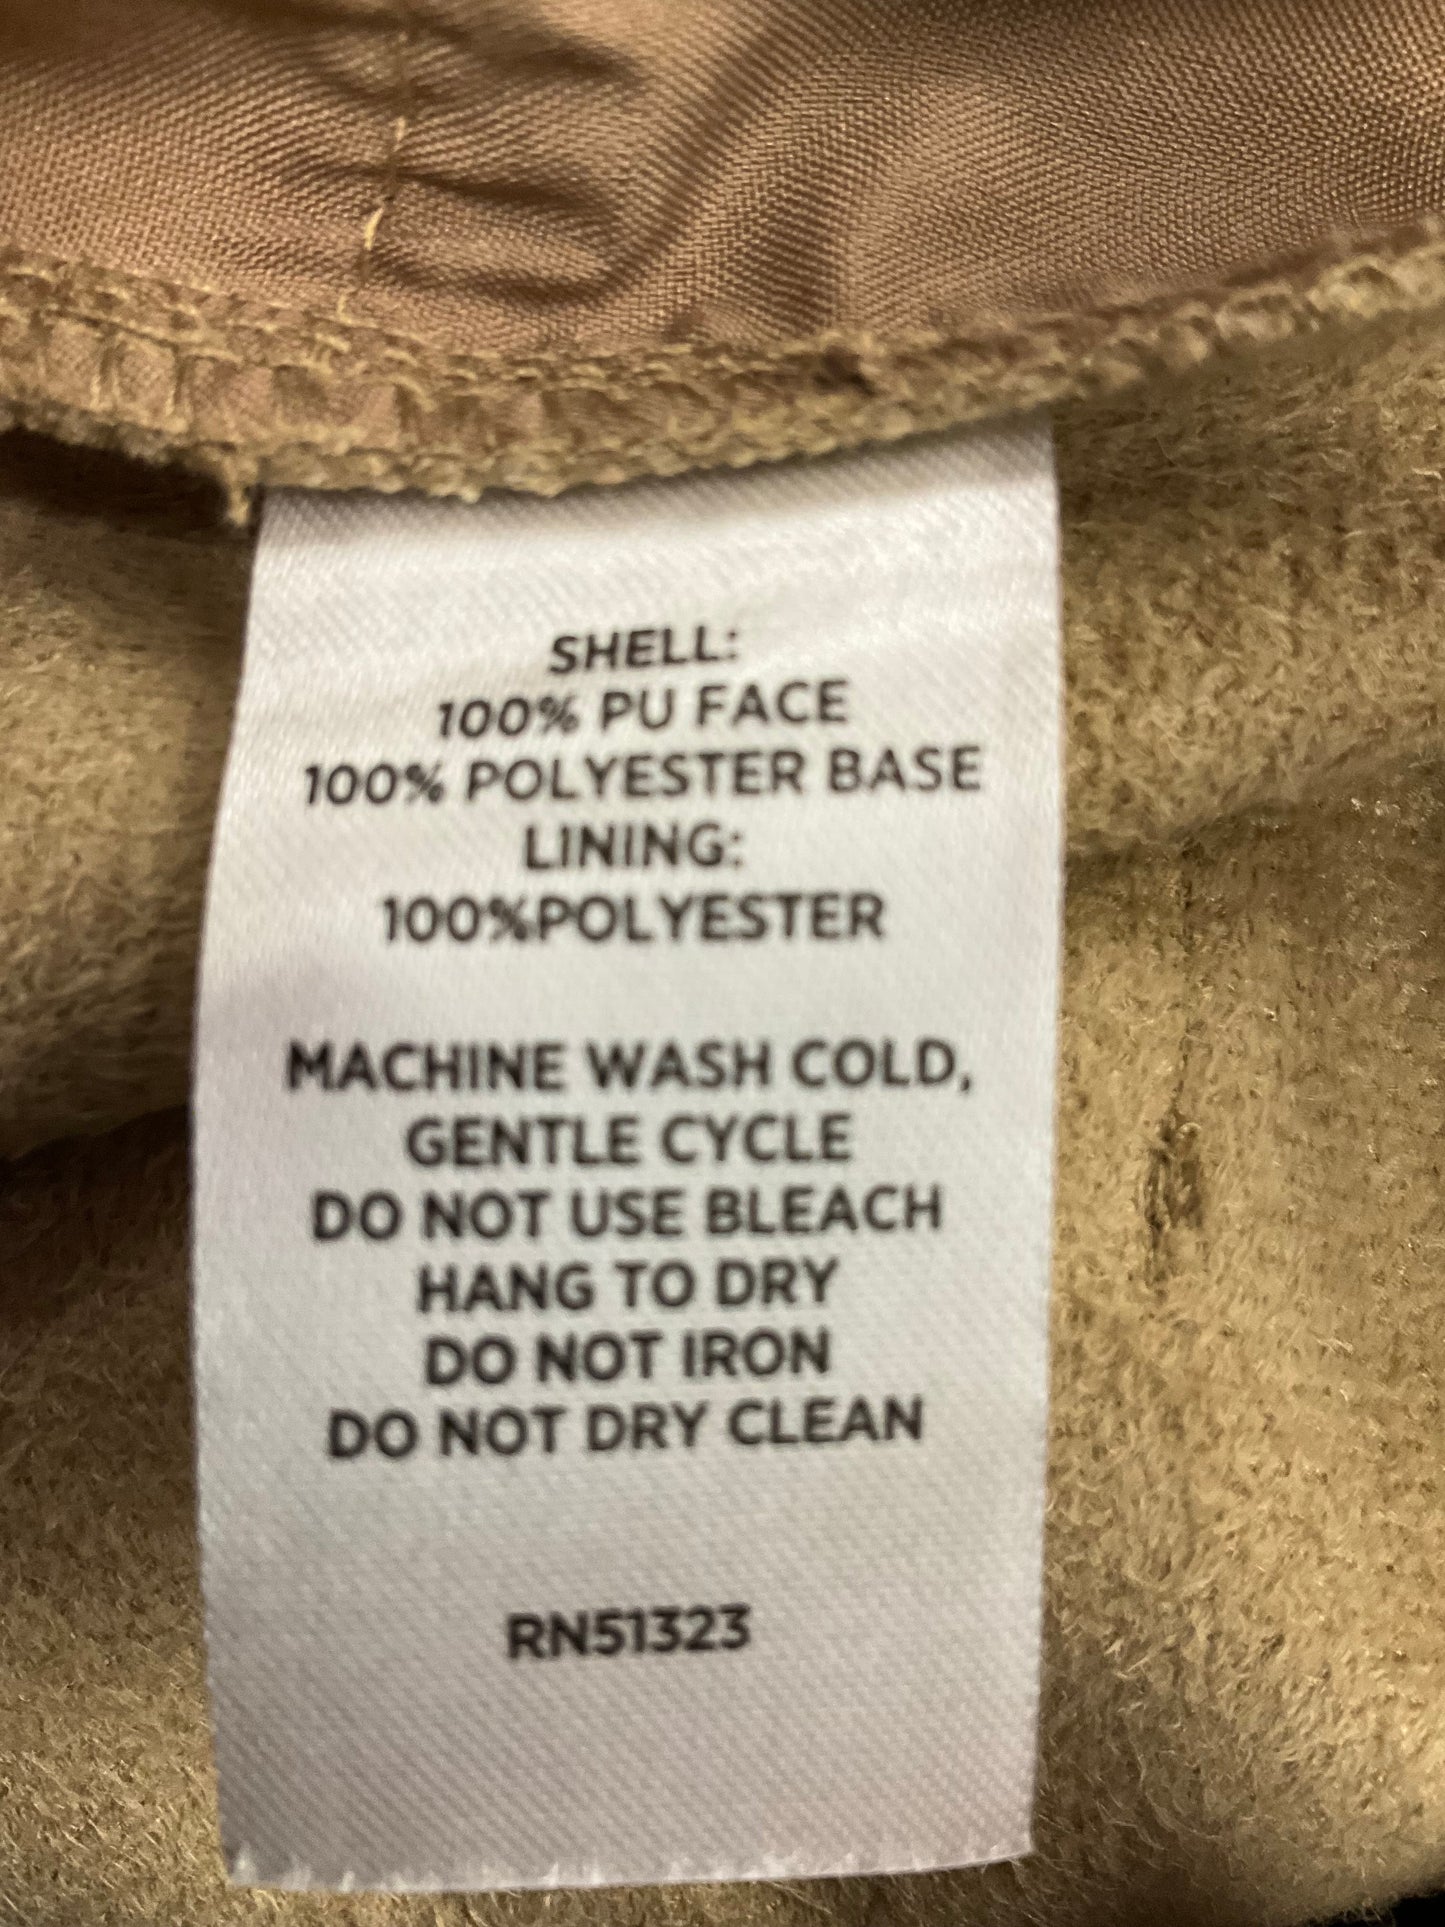 SHELL:
100% PU FACE
100% POLYESTER BASE
LINING:
100%POLYESTER
MACHINE WASH COLD,
GENTLE CYCLE
DO NOT USE BLEACH
HANG TO DRY
DO NOT IRON
DO NOT DRY CLEAN
RN51323